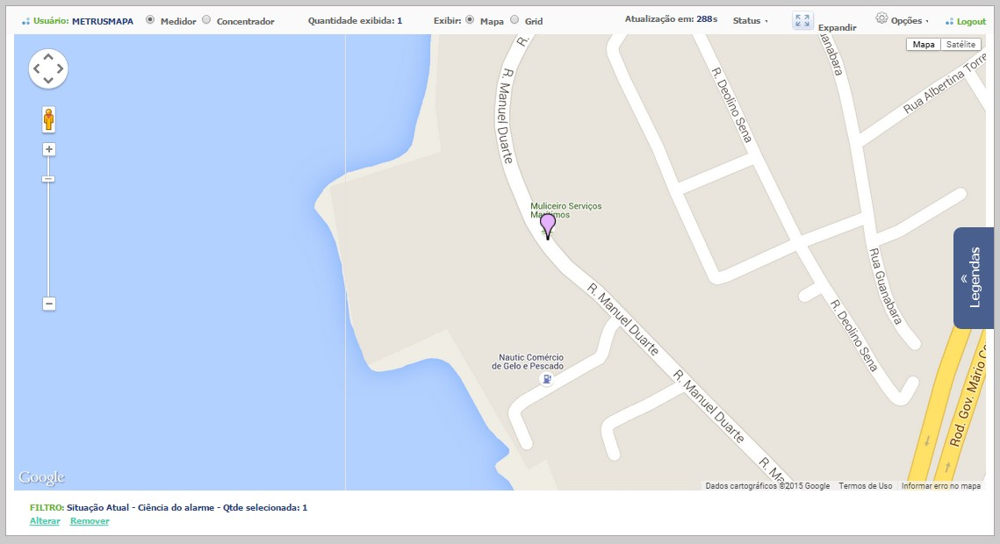 Usuário: METRUSMAPA Medidor Concentrador Quantidade exibida: 1 Exibir: Mapa Grid Atualização em: 288s Status Expandir Opções Logout
Mapa Satélite
R.
R. Manuel Duarte
R. Deolino Sena
Guanabara
Rua Albertina Torre
Muliceiro Serviços
Marítimos
Rua Guanabara
« Legendas
R. Manuel Duarte
R. Deolino Sena
Nautic Comércio
de Gelo e Pescado
R. Manuel Duarte
Rod. Gov. Mário Co
R. Ma
Google
Dados cartográficos ©2015 Google Termos de Uso Informar erro no mapa
FILTRO: Situação Atual - Ciência do alarme - Qtde selecionada: 1
Alterar Remover